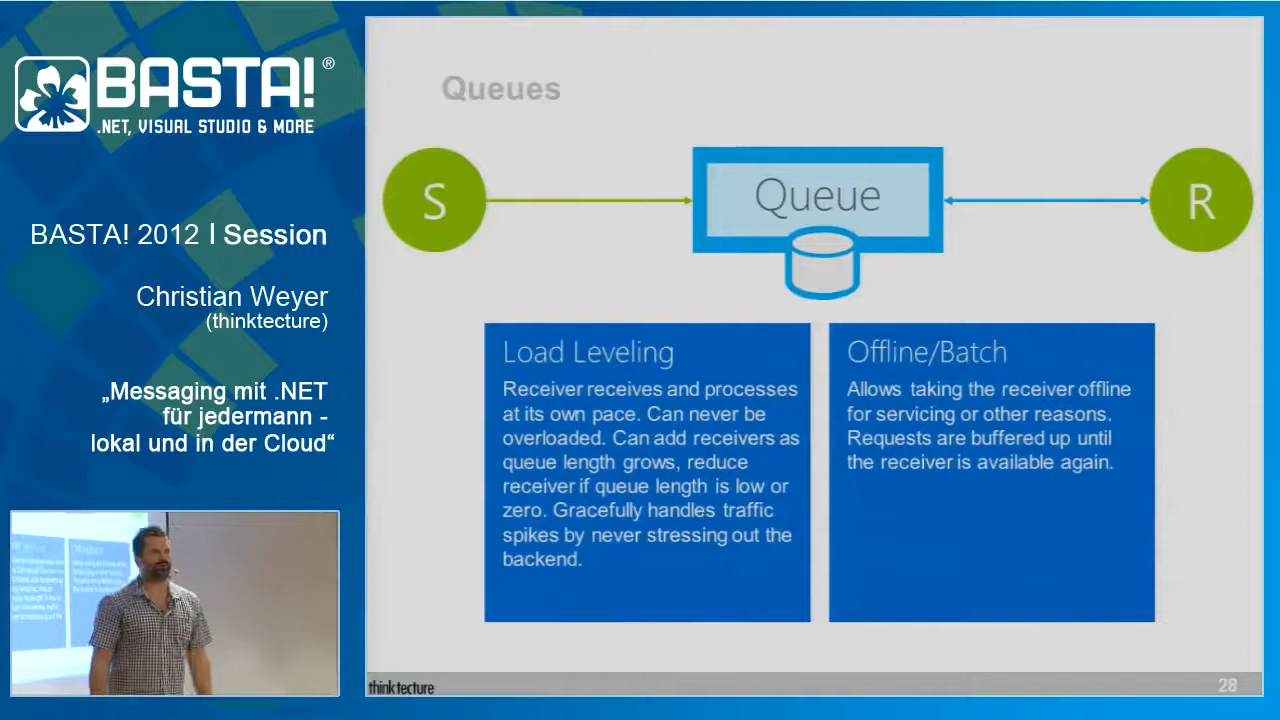 BASTA! ®
.NET, VISUAL STUDIO & MORE
BASTA! 2012 I Session
Christian Weyer
(thinktecture)
„Messaging mit .NET
für jedermann -
lokal und in der Cloud“
Queues
S
Queue
R
Load Leveling
Receiver receives and processes
at its own pace. Can never be
overloaded. Can add receivers as
queue length grows, reduce
receiver if queue length is low or
zero. Gracefully handles traffic
spikes by never stressing out the
backend.
Offline/Batch
Allows taking the receiver offline
for servicing or other reasons.
Requests are buffered up until
the receiver is available again.
thinktecture
28